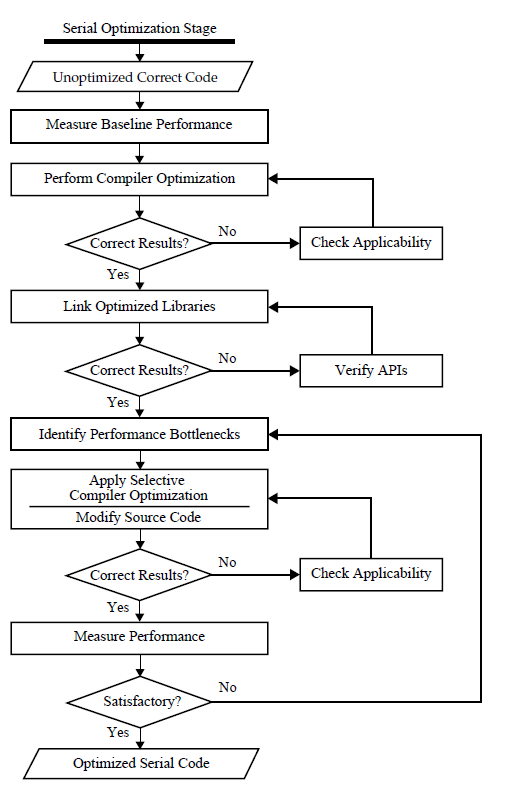 Serial Optimization Stage
Unoptimized Correct Code
Measure Baseline Performance
Perform Compiler Optimization
Correct Results?
No
Check Applicability
Yes
Link Optimized Libraries
Correct Results?
No
Verify APIs
Yes
Identify Performance Bottlenecks
Apply Selective
Compiler Optimization
Modify Source Code
Correct Results?
No
Check Applicability
Yes
Measure Performance
Satisfactory?
No
Yes
Optimized Serial Code